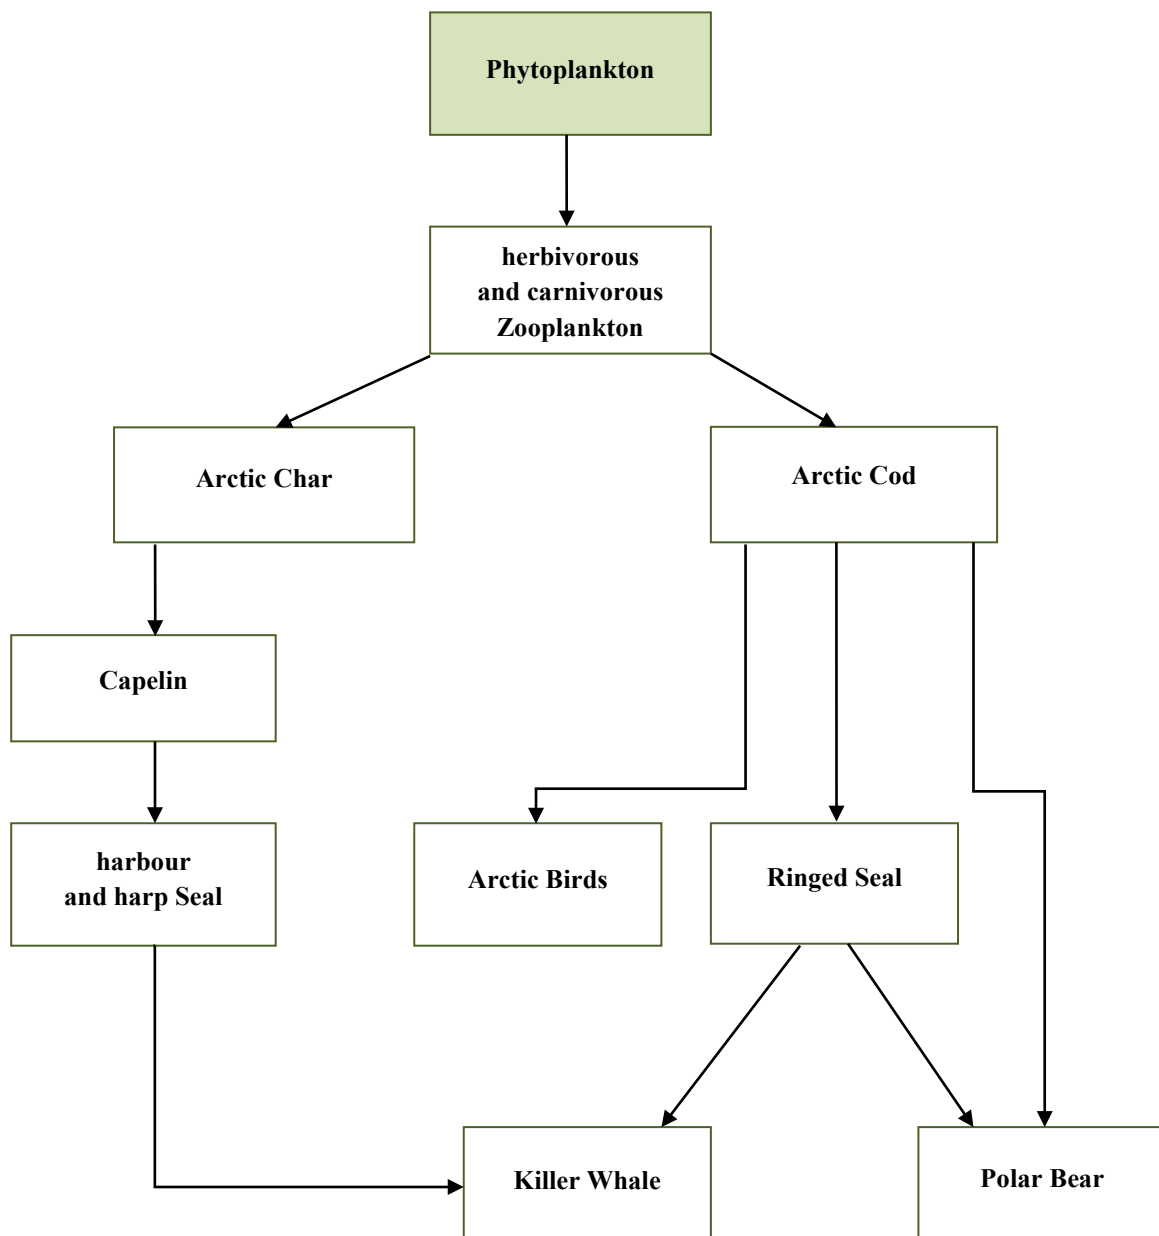 Phytoplankton
herbivorous
and carnivorous
Zooplankton
Arctic Char
Arctic Cod
Capelin
harbour
and harp Seal
Arctic Birds
Ringed Seal
Killer Whale
Polar Bear